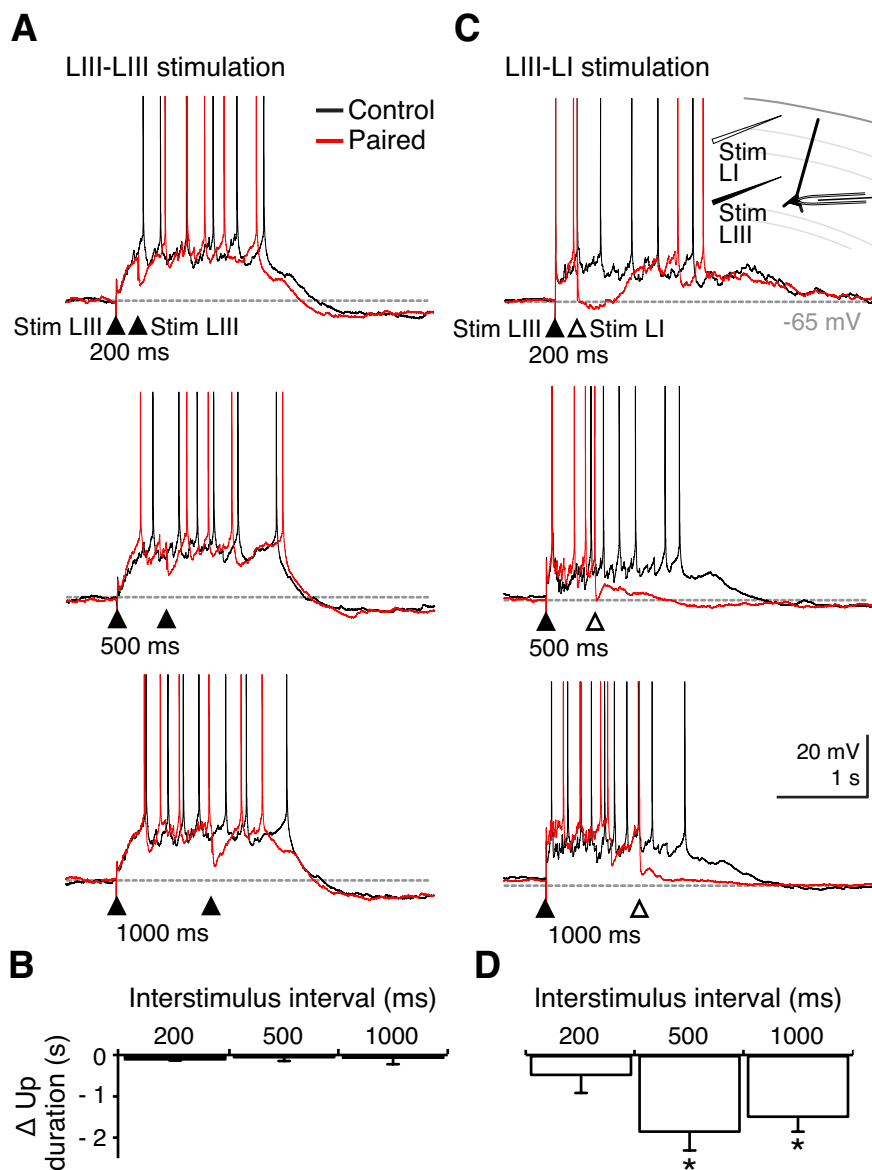 A
LIII-LIII stimulation
Control
Paired
Stim LIII
Stim LIII
200 ms
500 ms
1000 ms
B
Interstimulus interval (ms)
200 500 1000
Δ Up
duration (s)
0
- 1
- 2
C
LIII-LI stimulation
Stim
LI
Stim
LIII
Stim LIII
Stim LI
-65 mV
200 ms
500 ms
20 mV
1 s
1000 ms
D
Interstimulus interval (ms)
200 500 1000
*
*